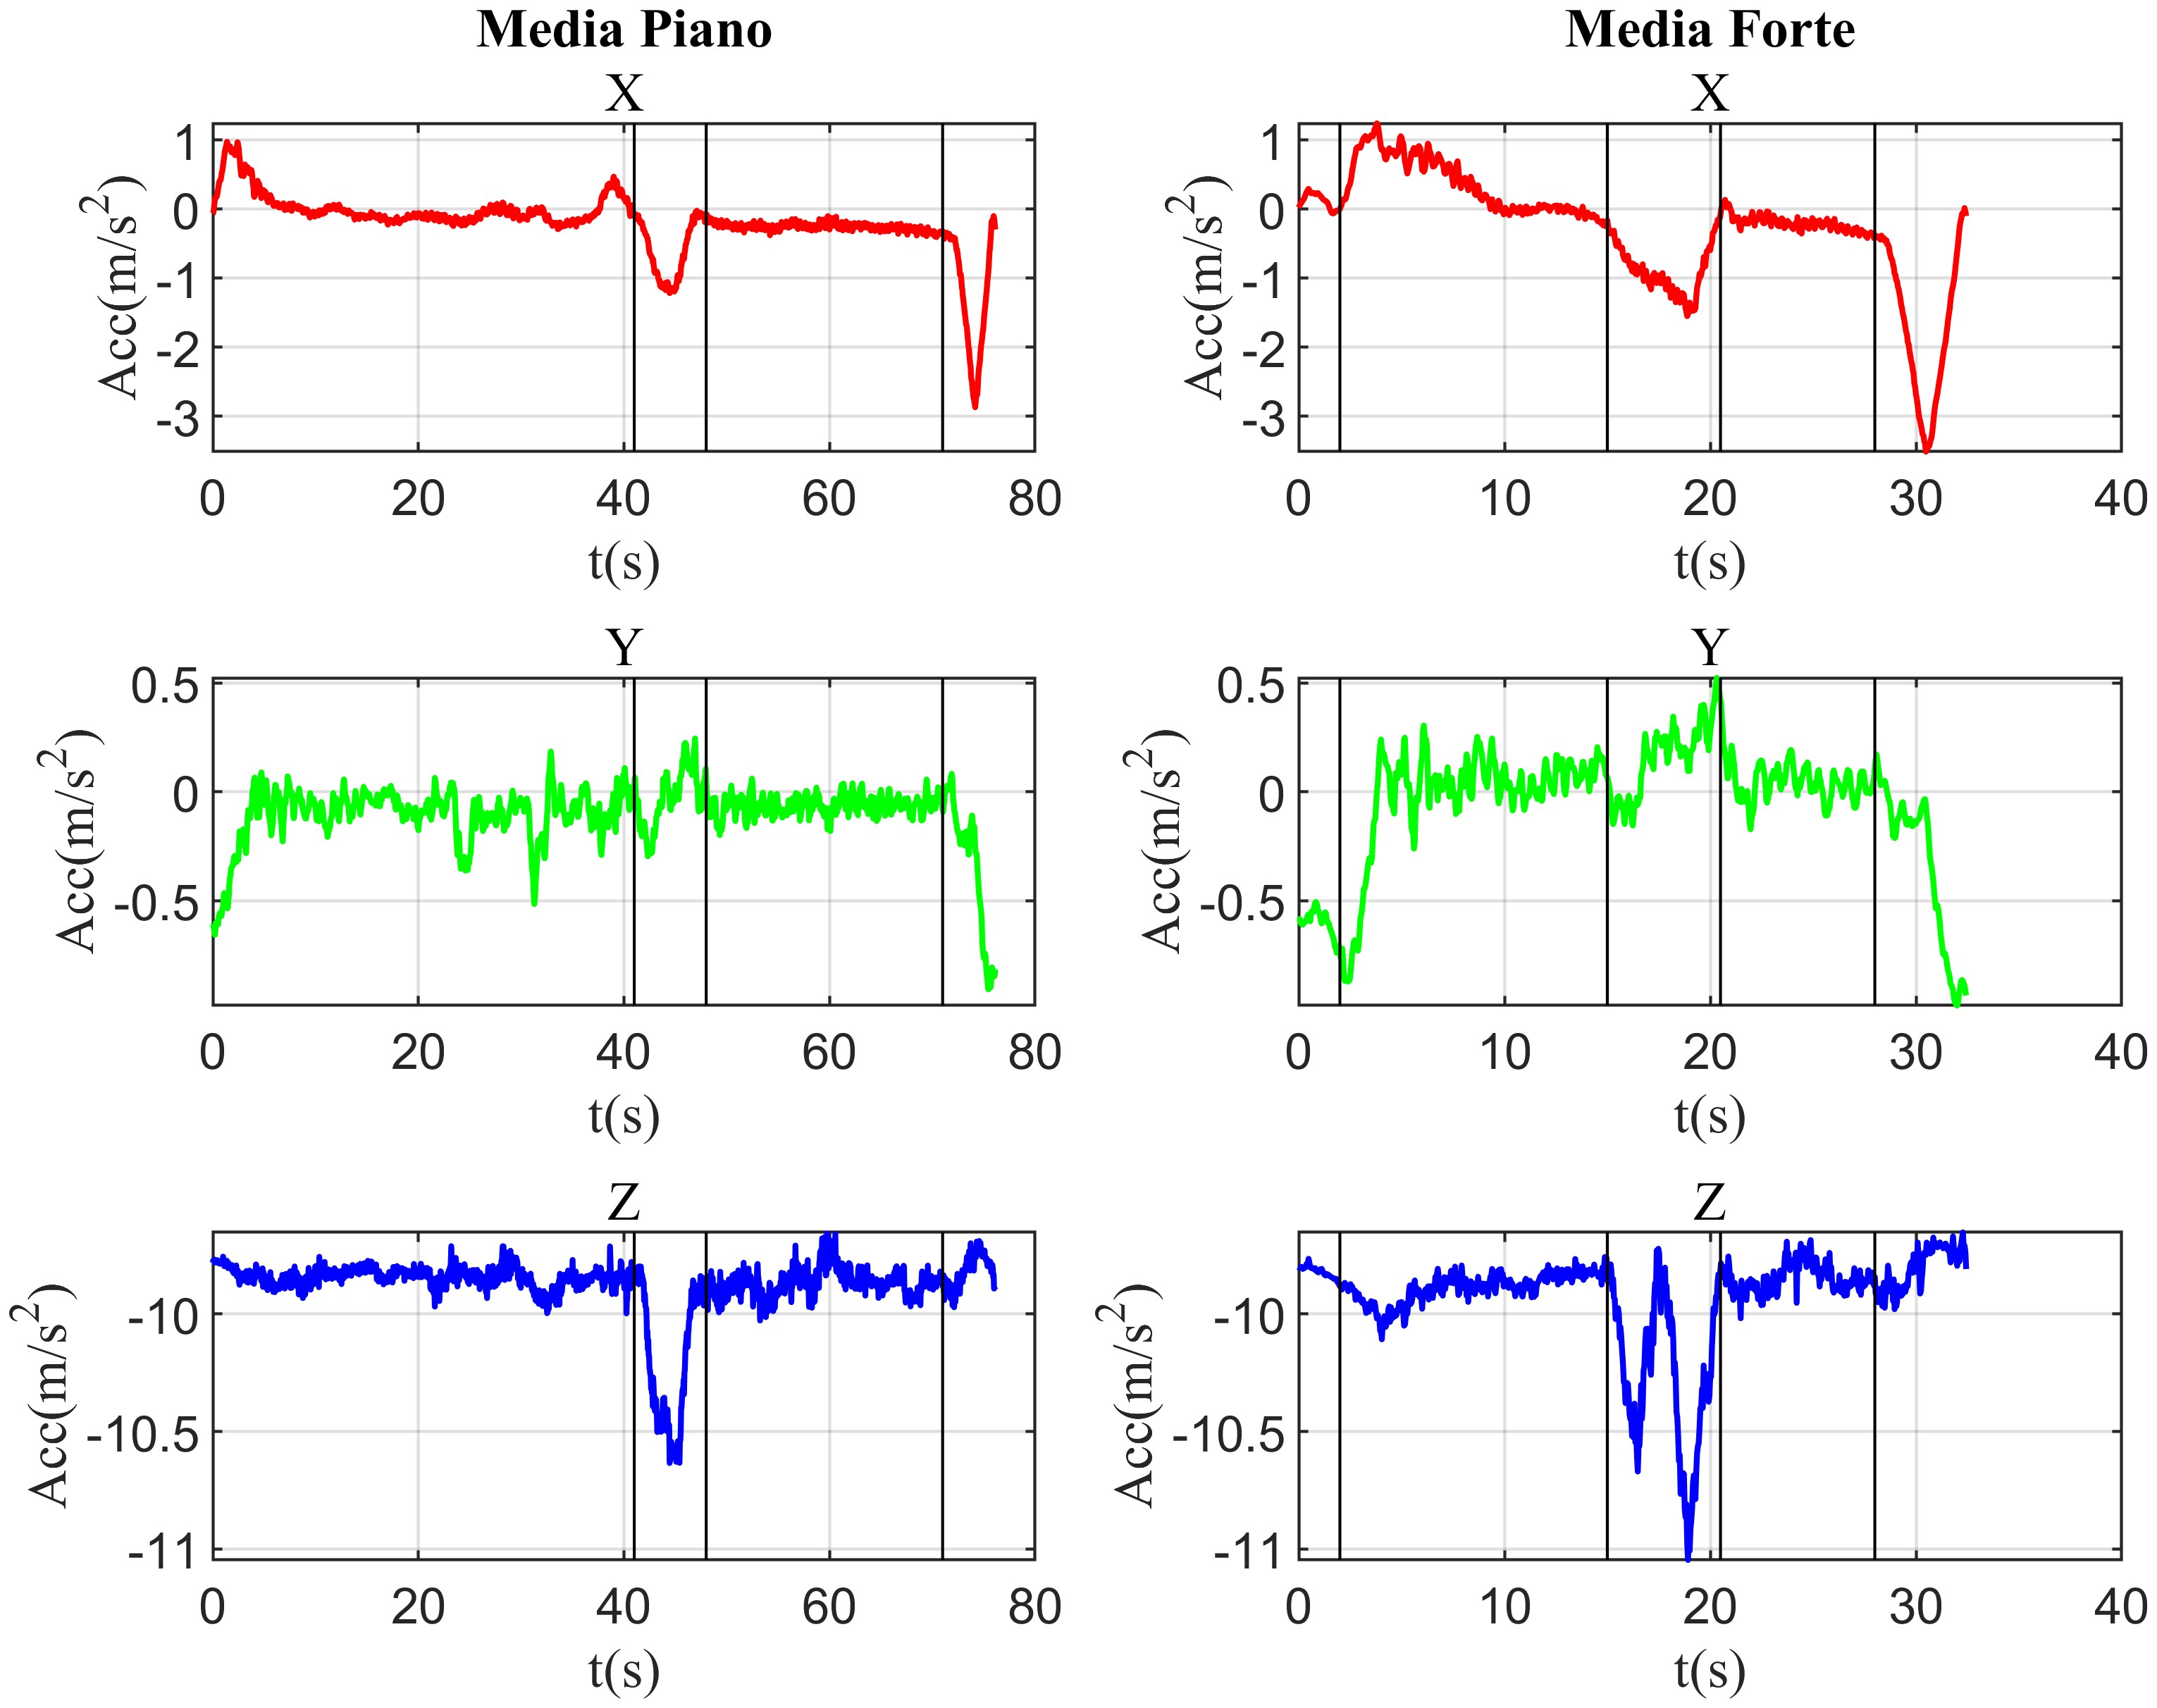 Media Piano Media Forte
X X
1 1
0 0
-1 -1
-2 -2
-3 -3
Acc(m/s²) Acc(m/s²)
0 20 40 60 80 0 10 20 30 40
t(s) t(s)
Y Y
0.5 0.5
0 0
-0.5 -0.5
Acc(m/s²) Acc(m/s²)
0 20 40 60 80 0 10 20 30 40
t(s) t(s)
Z Z
-10 -10
-10.5 -10.5
-11 -11
Acc(m/s²) Acc(m/s²)
0 20 40 60 80 0 10 20 30 40
t(s) t(s)